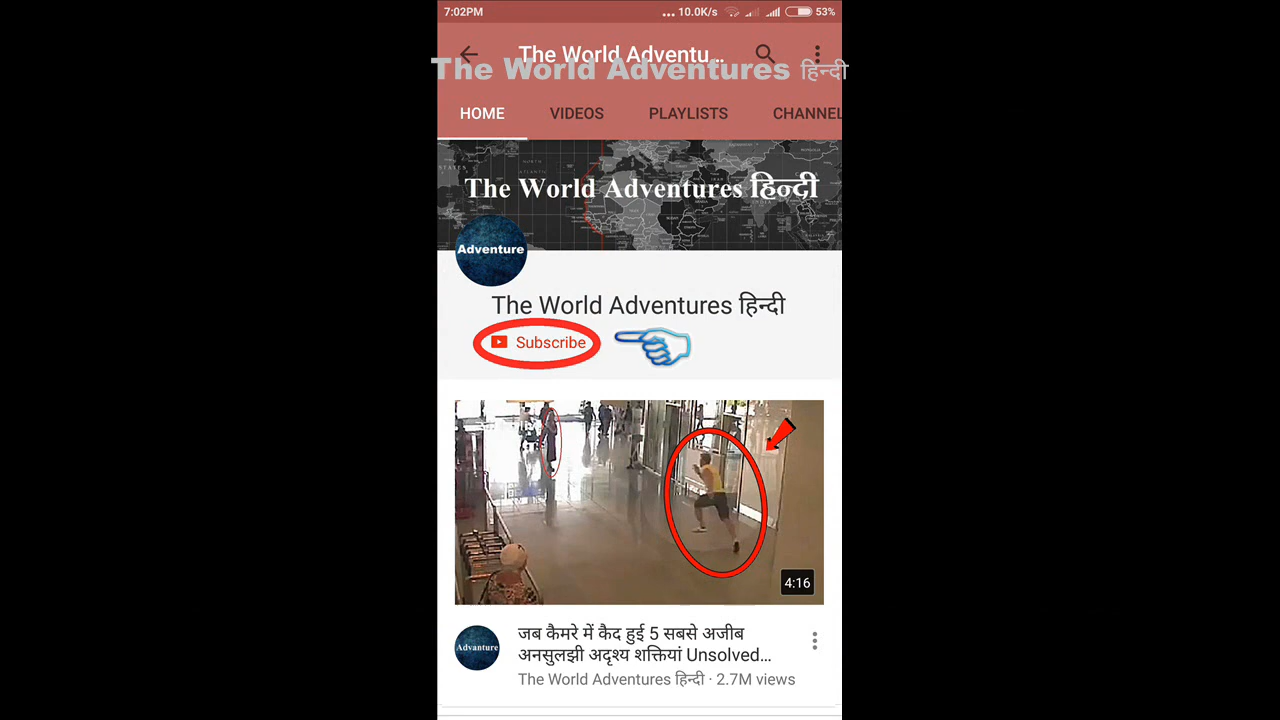 7:02PM ... 10.0K/s 53%
The World Adventu...
The World Adventures हिन्दी
HOME VIDEOS PLAYLISTS CHANNEL
The World Adventures हिन्दी
Adventure
The World Adventures हिन्दी
Subscribe
4:16
जब कैमरे में कैद हुई 5 सबसे अजीब
अनसुलझी अदृश्य शक्तियां Unsolved...
Advanture
The World Adventures हिन्दी · 2.7M views